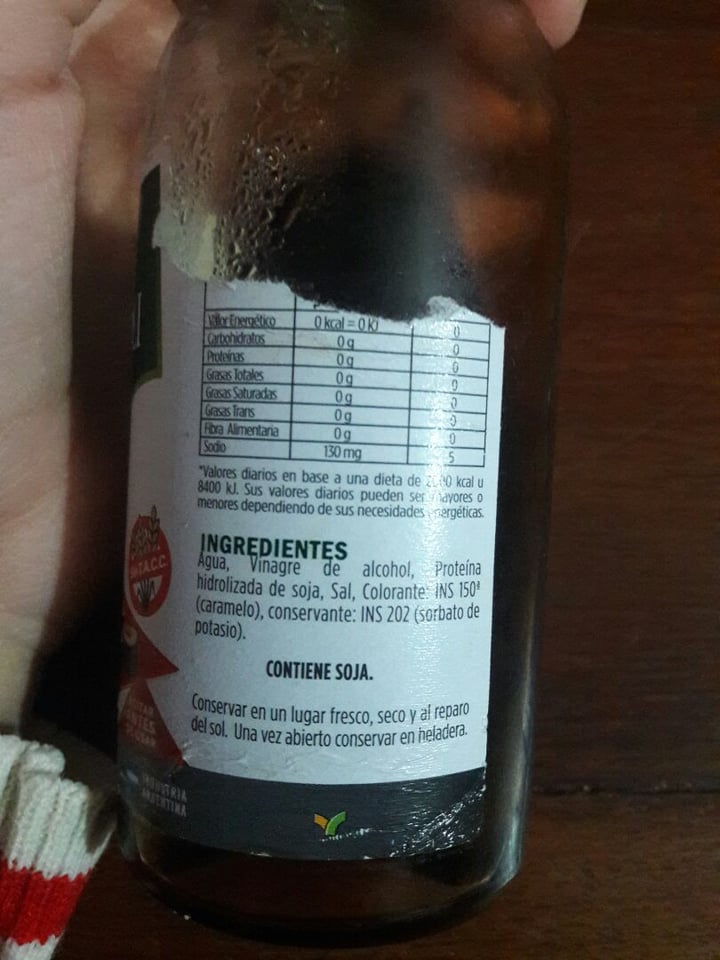 Valor Energético 0 kcal = 0 kJ 0
Carbohidratos 0 g 0
Proteínas 0 g 0
Grasas Totales 0 g 0
Grasas Saturadas 0 g 0
Grasas Trans 0 g 0
Fibra Alimentaria 0 g 0
Sodio 130 mg 5
*Valores diarios en base a una dieta de 2000 kcal u
8400 kJ. Sus valores diarios pueden ser mayores o
menores dependiendo de sus necesidades energéticas.
INGREDIENTES
Agua, Vinagre de alcohol, Proteína
hidrolizada de soja, Sal, Colorante: INS 150ª
(caramelo), conservante: INS 202 (sorbato de
potasio).
CONTIENE SOJA.
Conservar en un lugar fresco, seco y al reparo
del sol. Una vez abierto conservar en heladera.
T.A.C.C.
INDUSTRIA
ARGENTINA